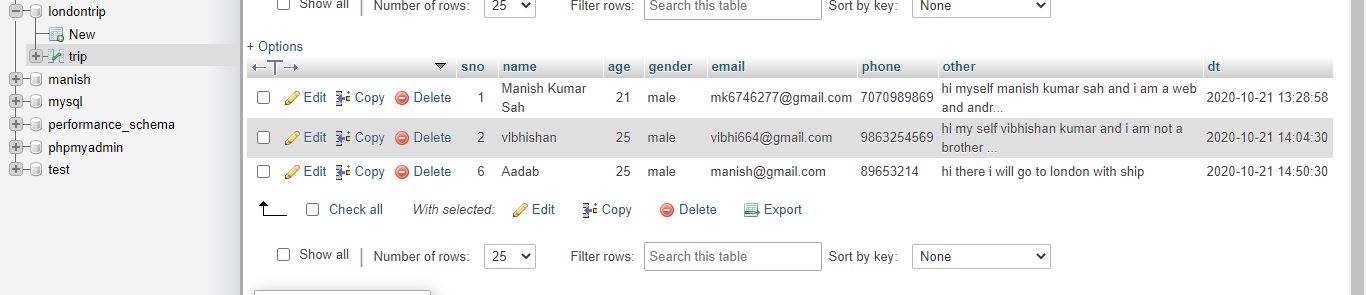 londontrip
New
trip
manish
mysql
performance_schema
phpmyadmin
test
Show all Number of rows: 25 Filter rows: Search this table Sort by key: None
+ Options
←T→ sno name age gender email phone other dt
Edit Copy Delete 1 Manish Kumar Sah 21 male mk6746277@gmail.com 7070989869 hi myself manish kumar sah and i am a web and andr... 2020-10-21 13:28:58
Edit Copy Delete 2 vibhishan 25 male vibhi664@gmail.com 9863254569 hi my self vibhishan kumar and i am not a brother ... 2020-10-21 14:04:30
Edit Copy Delete 6 Aadab 25 male manish@gmail.com 89653214 hi there i will go to london with ship 2020-10-21 14:50:30
Check all With selected: Edit Copy Delete Export
Show all Number of rows: 25 Filter rows: Search this table Sort by key: None